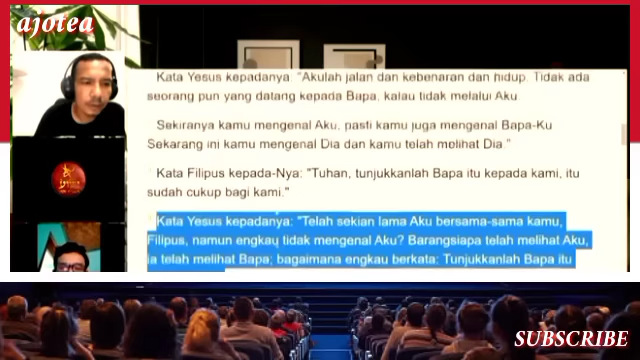 ajotea
Kata Yesus kepadanya: "Akulah jalan dan kebenaran dan hidup. Tidak ada
seorang pun yang datang kepada Bapa, kalau tidak melalui Aku
Sekiranya kamu mengenal Aku, pasti kamu juga mengenal Bapa-Ku
Sekarang ini kamu mengenal Dia dan kamu telah melihat Dia."
Kata Filipus kepada-Nya: "Tuhan, tunjukkanlah Bapa itu kepada kami, itu
sudah cukup bagi kami."
Kata Yesus kepadanya: "Telah sekian lama Aku bersama-sama kamu,
Filipus, namun engkau tidak mengenal Aku? Barangsiapa telah melihat Aku,
ia telah melihat Bapa; bagaimana engkau berkata: Tunjukkanlah Bapa itu
SUBSCRIBE